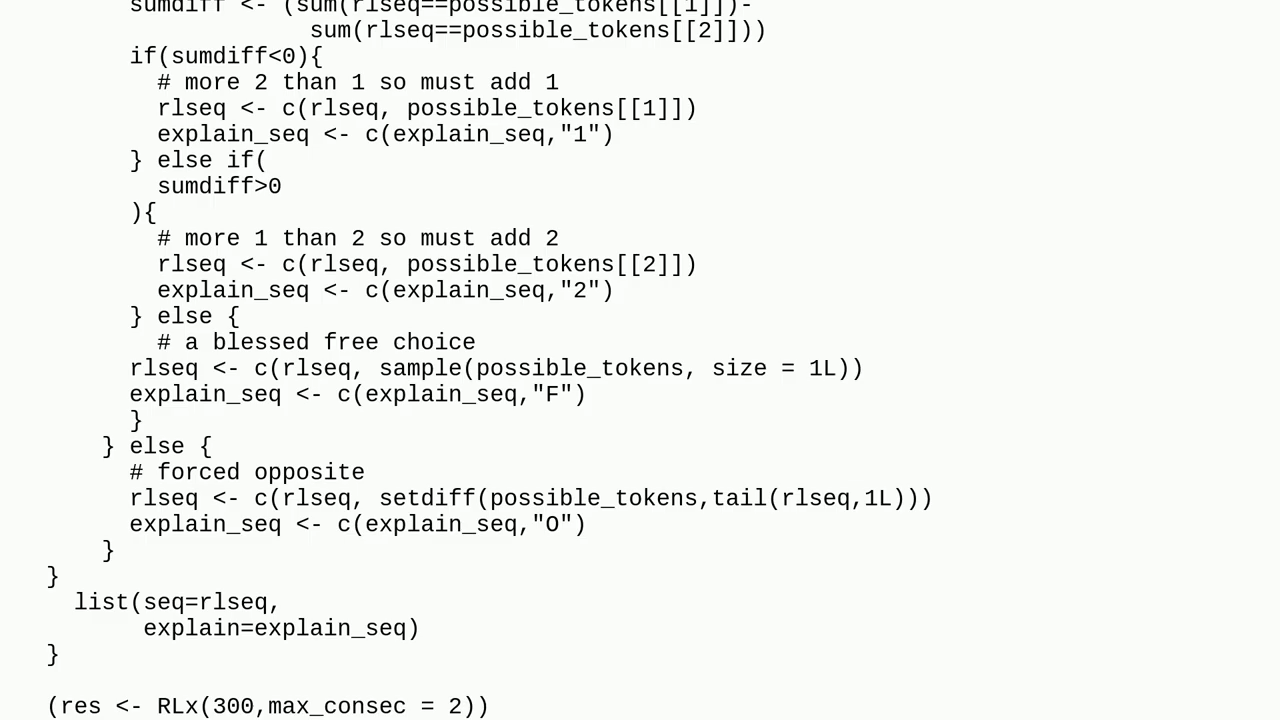 sumdiff <- (sum(rlseq==possible_tokens[[1]])-
sum(rlseq==possible_tokens[[2]]))
if(sumdiff<0){
# more 2 than 1 so must add 1
rlseq <- c(rlseq, possible_tokens[[1]])
explain_seq <- c(explain_seq,"1")
} else if(
sumdiff>0
){
# more 1 than 2 so must add 2
rlseq <- c(rlseq, possible_tokens[[2]])
explain_seq <- c(explain_seq,"2")
} else {
# a blessed free choice
rlseq <- c(rlseq, sample(possible_tokens, size = 1L))
explain_seq <- c(explain_seq,"F")
}
} else {
# forced opposite
rlseq <- c(rlseq, setdiff(possible_tokens,tail(rlseq,1L)))
explain_seq <- c(explain_seq,"O")
}
}
list(seq=rlseq,
explain=explain_seq)
}
(res <- RLx(300,max_consec = 2))